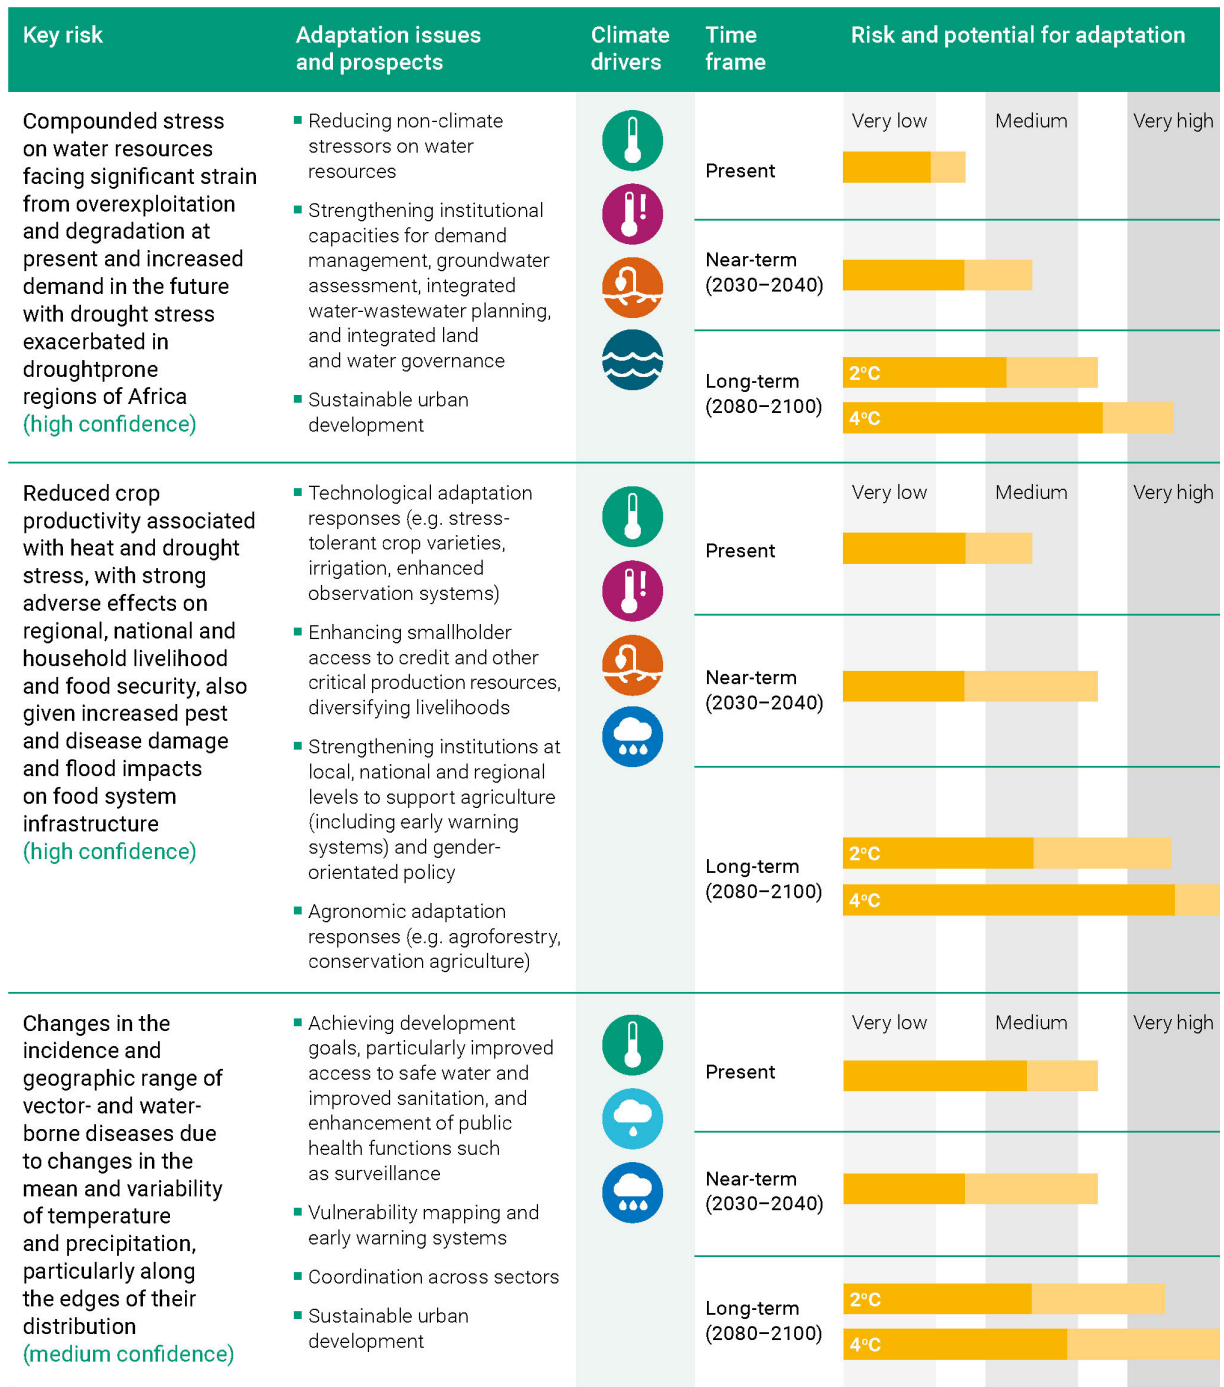 Key risk
Adaptation issues
and prospects
Climate
drivers
Time
frame
Risk and potential for adaptation
Compounded stress
on water resources
facing significant strain
from overexploitation
and degradation at
present and increased
demand in the future
with drought stress
exacerbated in
droughtprone
regions of Africa
(high confidence)
Reducing non-climate
stressors on water
resources
Strengthening institutional
capacities for demand
management, groundwater
assessment, integrated
water-wastewater planning,
and integrated land
and water governance
Sustainable urban
development
Very low
Medium
Very high
Present
Near-term
(2030–2040)
Long-term
(2080–2100)
2°C
4°C
Reduced crop
productivity associated
with heat and drought
stress, with strong
adverse effects on
regional, national and
household livelihood
and food security, also
given increased pest
and disease damage
and flood impacts
on food system
infrastructure
(high confidence)
Technological adaptation
responses (e.g. stress-
tolerant crop varieties,
irrigation, enhanced
observation systems)
Enhancing smallholder
access to credit and other
critical production resources,
diversifying livelihoods
Strengthening institutions at
local, national and regional
levels to support agriculture
(including early warning
systems) and gender-
orientated policy
Agronomic adaptation
responses (e.g. agroforestry,
conservation agriculture)
Very low
Medium
Very high
Present
Near-term
(2030–2040)
Long-term
(2080–2100)
2°C
4°C
Changes in the
incidence and
geographic range of
vector- and water-
borne diseases due
to changes in the
mean and variability
of temperature
and precipitation,
particularly along
the edges of their
distribution
(medium confidence)
Achieving development
goals, particularly improved
access to safe water and
improved sanitation, and
enhancement of public
health functions such
as surveillance
Vulnerability mapping and
early warning systems
Coordination across sectors
Sustainable urban
development
Very low
Medium
Very high
Present
Near-term
(2030–2040)
Long-term
(2080–2100)
2°C
4°C